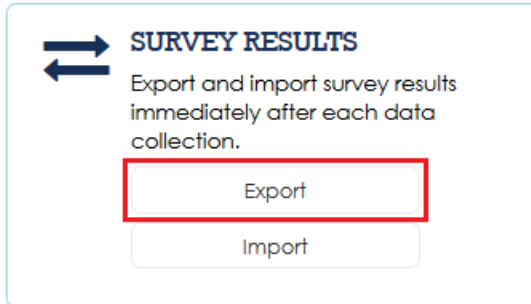 SURVEY RESULTS
Export and import survey results
immediately after each data
collection.
Export
Import